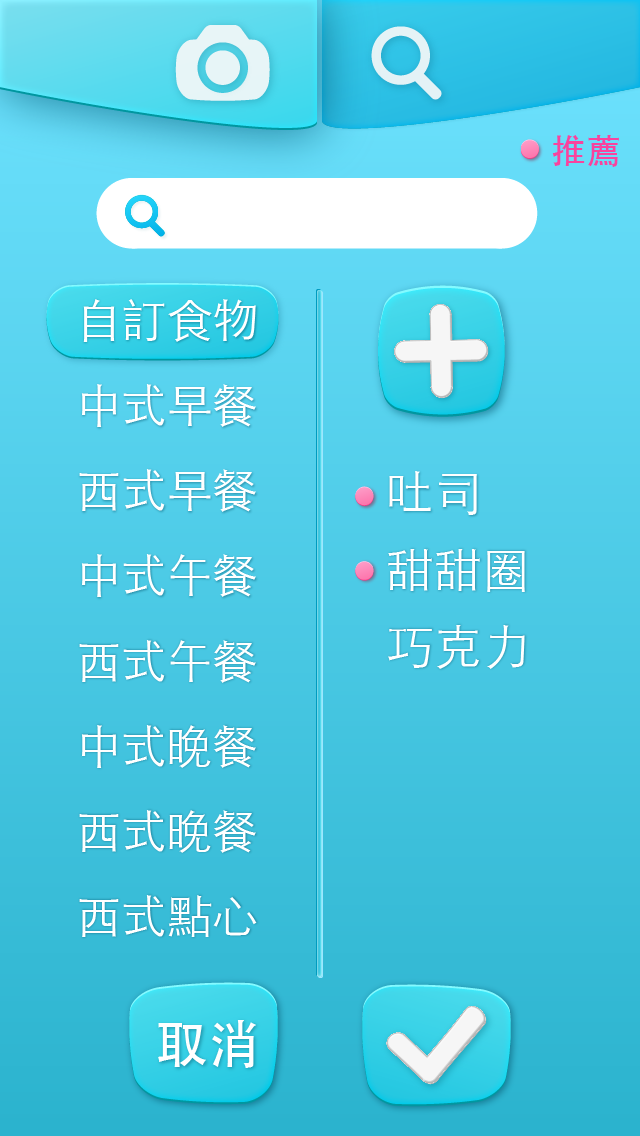 推薦
自訂食物
中式早餐
西式早餐
中式午餐
西式午餐
中式晚餐
西式晚餐
西式點心
吐司
甜甜圈
巧克力
取消